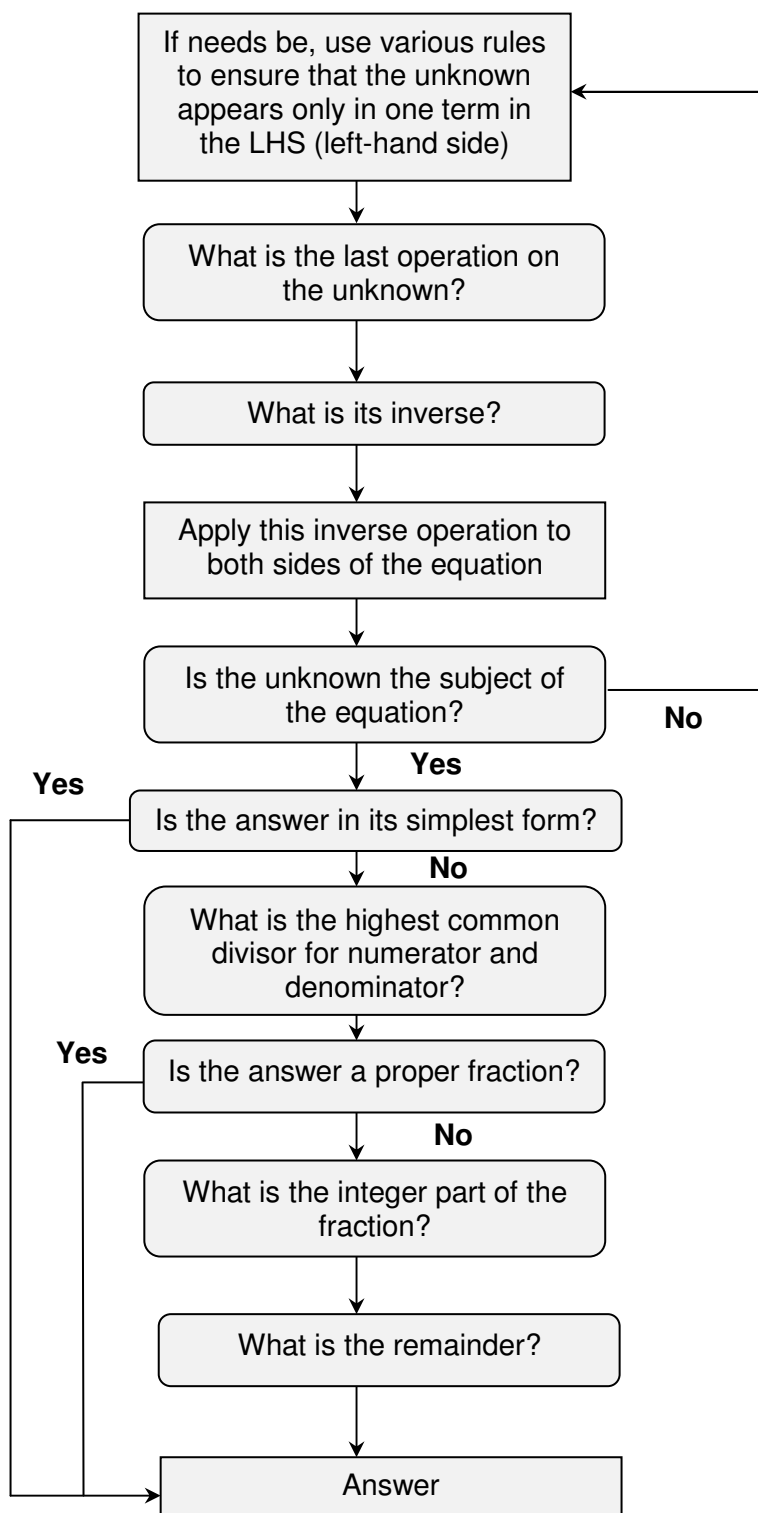 If needs be, use various rules
to ensure that the unknown
appears only in one term in
the LHS (left-hand side)
What is the last operation on
the unknown?
What is its inverse?
Apply this inverse operation to
both sides of the equation
Is the unknown the subject of
the equation?
No
Yes
Yes
Is the answer in its simplest form?
No
What is the highest common
divisor for numerator and
denominator?
Yes
Is the answer a proper fraction?
No
What is the integer part of the
fraction?
What is the remainder?
Answer